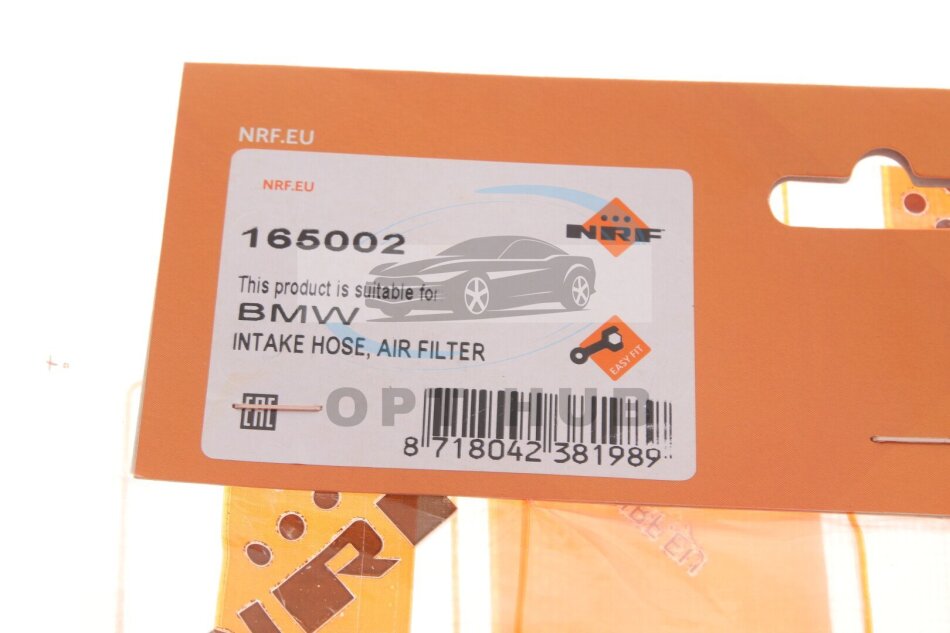 NRF.EU
NRF.EU
165002
NRF
This product is suitable for
BMW
INTAKE HOSE, AIR FILTER
EASY FIT
EAC
8 718042 381989
NRF